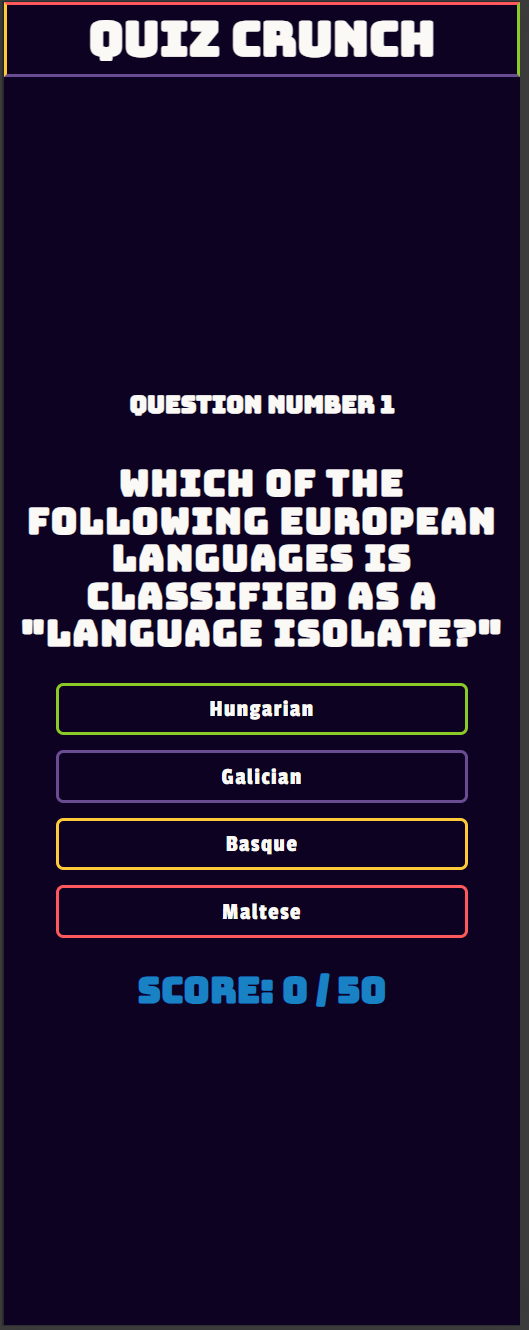 QUIZ CRUNCH
QUESTION NUMBER 1
WHICH OF THE
FOLLOWING EUROPEAN
LANGUAGES IS
CLASSIFIED AS A
"LANGUAGE ISOLATE?"
Hungarian
Galician
Basque
Maltese
SCORE: 0 / 50